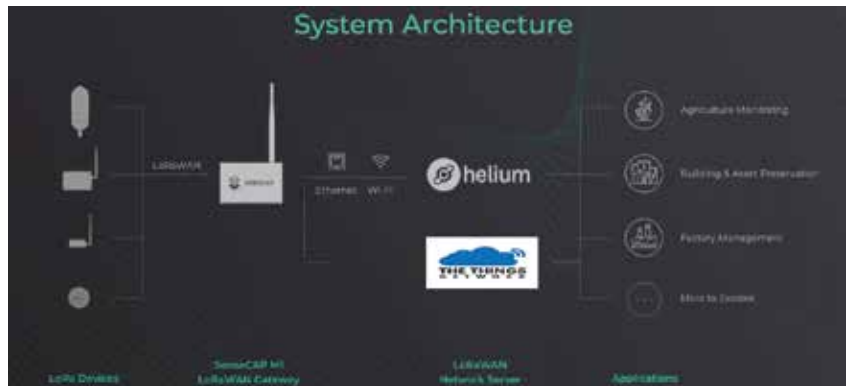 System Architecture
LoRaWAN
Ethernet Wi-Fi
helium
THE THINGS
NETWORK
Agriculture Monitoring
Building & Asset Preservation
Factory Management
More to Explore
LoRa Devices
SenseCAP M1
LoRaWAN Gateway
LoRaWAN
Network Server
Applications